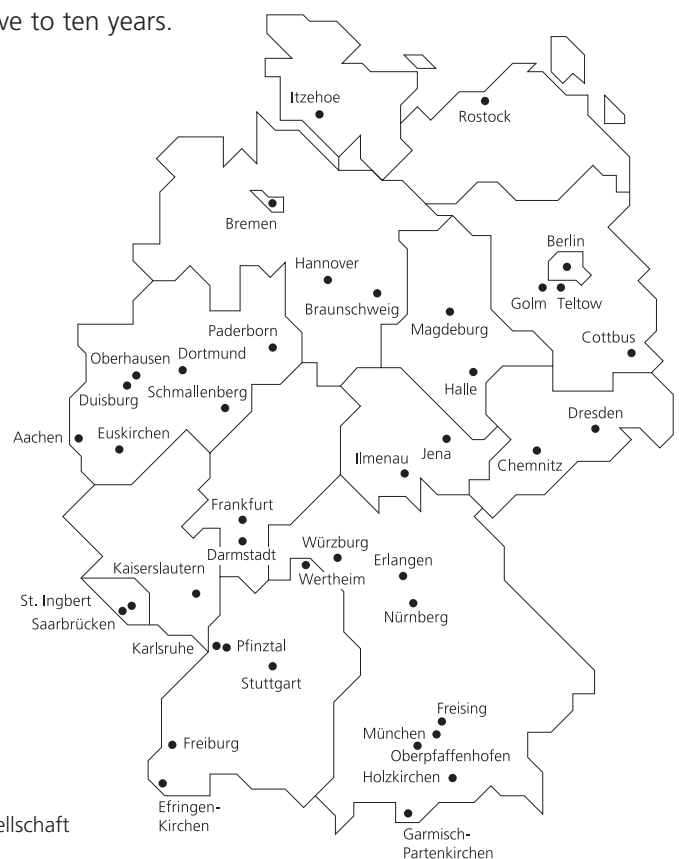 ve to ten years.
Itzehoe
Rostock
Bremen
Berlin
Hannover
Braunschweig
Golm
Teltow
Magdeburg
Paderborn
Cottbus
Oberhausen
Dortmund
Duisburg
Schmallenberg
Halle
Dresden
Aachen
Euskirchen
Jena
Ilmenau
Chemnitz
Frankfurt
Darmstadt
Würzburg
Kaiserslautern
Erlangen
Wertheim
St. Ingbert
Saarbrücken
Nürnberg
Karlsruhe
Pfinztal
Stuttgart
Freising
München
Freiburg
Oberpfaffenhofen
Holzkirchen
Efringen-
Kirchen
ellschaft
Garmisch-
Partenkirchen